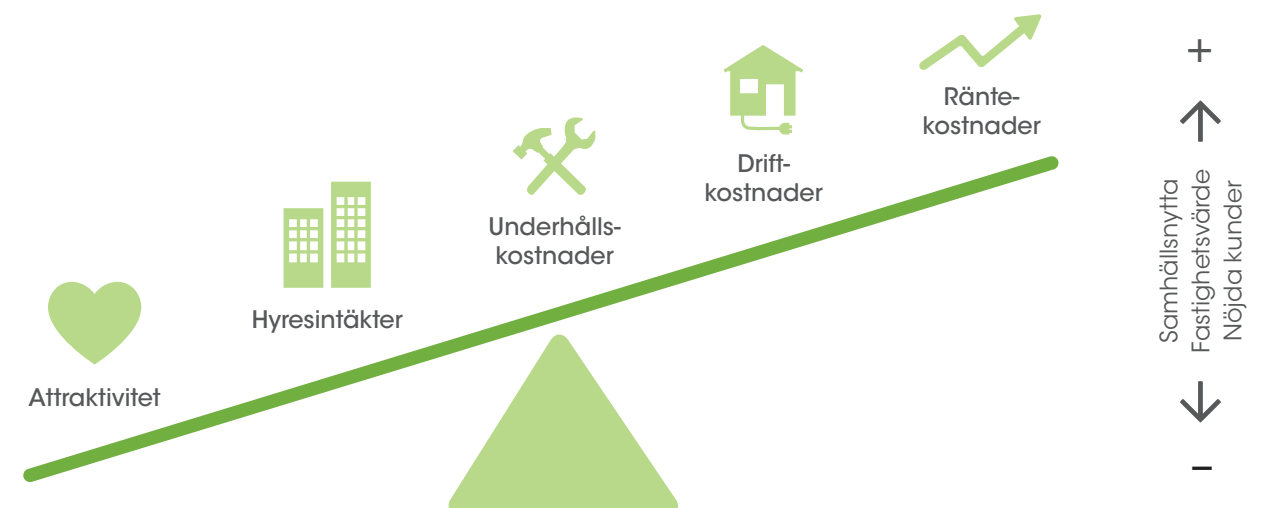 Attraktivitet
Hyresintäkter
Underhålls-
kostnader
Drift-
kostnader
Ränte-
kostnader
+
Samhällsnytta
Fastighetsvärde
Nöjda kunder
–